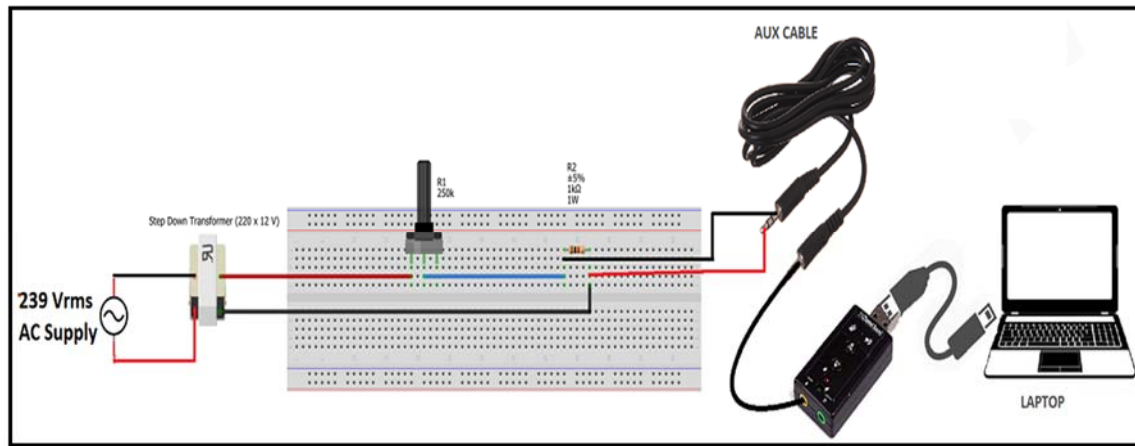 AUX CABLE
R2
±5%
1kΩ
1W
R1
250k
Step Down Transformer (220 x 12 V)
239 Vrms
AC Supply
LAPTOP